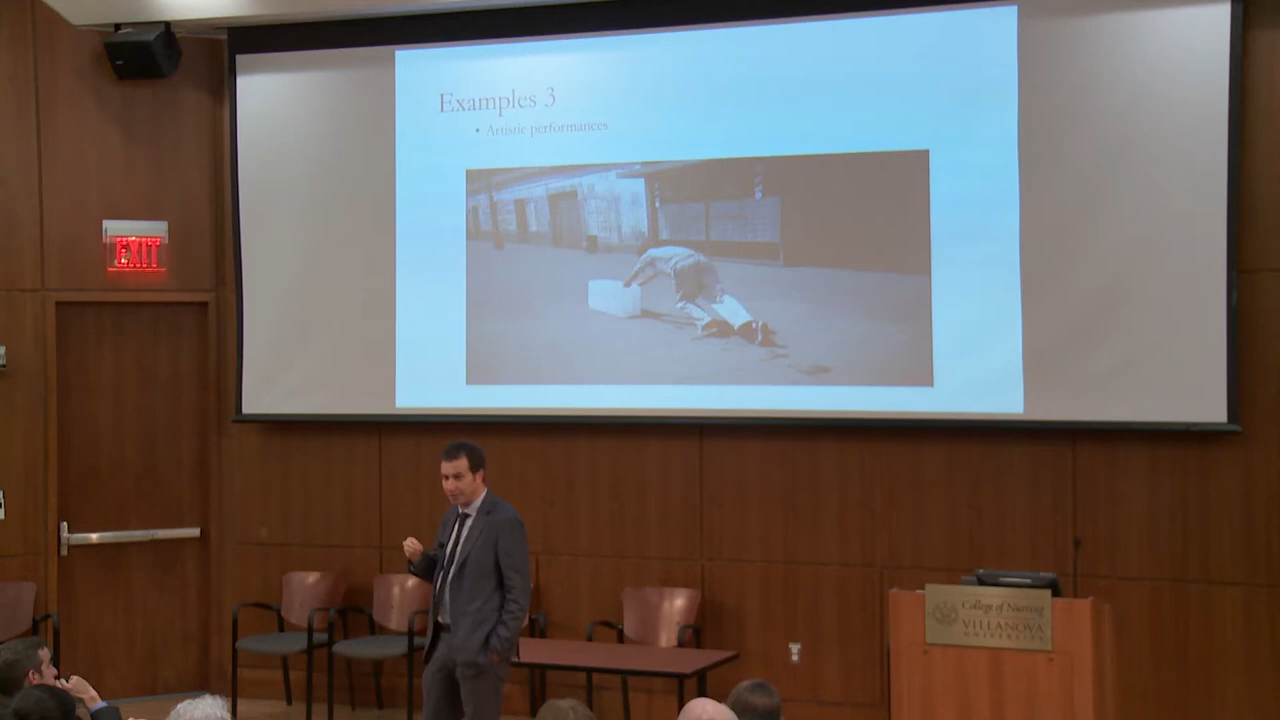 Examples 3
• Artistic performances
EXIT
College of Nursing
VILLANOVA
UNIVERSITY